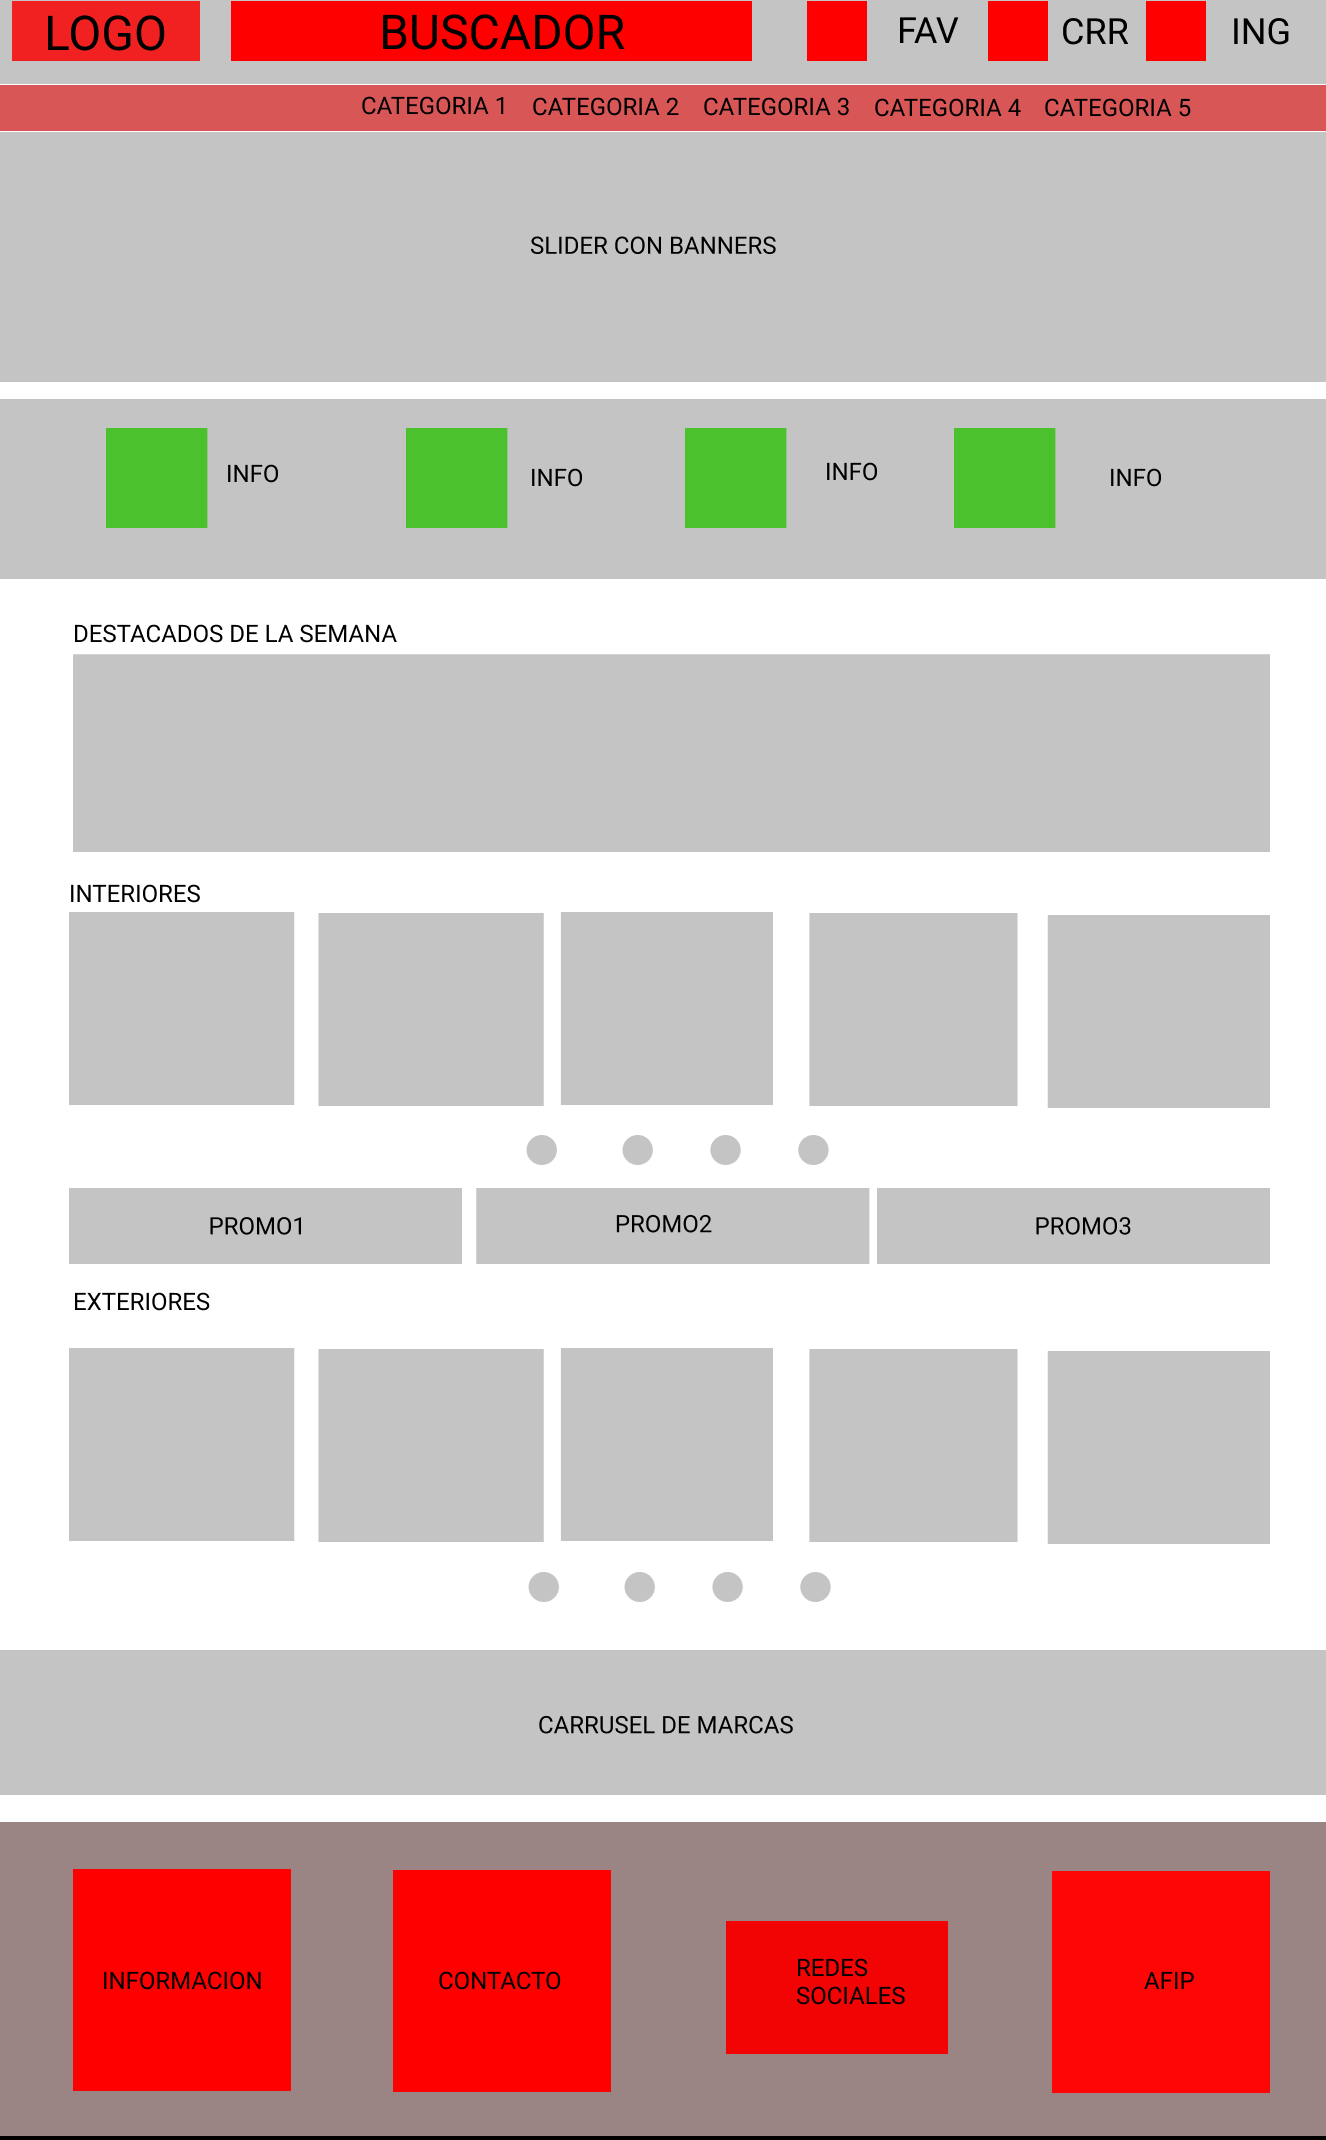 LOGO
BUSCADOR
FAV
CRR
ING
CATEGORIA 1
CATEGORIA 2
CATEGORIA 3
CATEGORIA 4
CATEGORIA 5
SLIDER CON BANNERS
INFO
INFO
INFO
INFO
DESTACADOS DE LA SEMANA
INTERIORES
PROMO1
PROMO2
PROMO3
EXTERIORES
CARRUSEL DE MARCAS
INFORMACION
CONTACTO
REDES
SOCIALES
AFIP